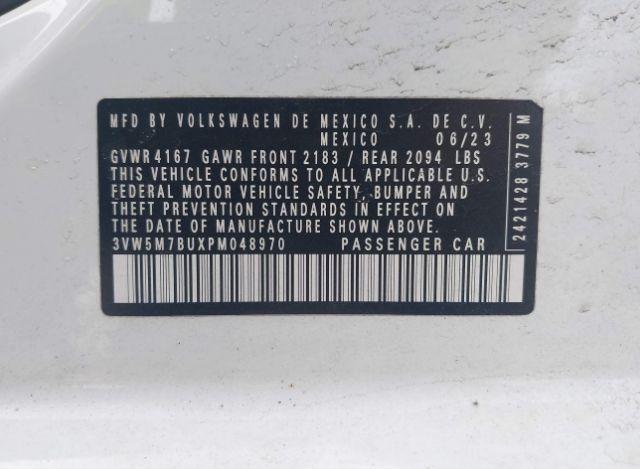 MFD BY VOLKSWAGEN DE MEXICO S.A. DE C.V.
MEXICO 06/23
GVWR 4167 GAWR FRONT 2183 / REAR 2094 LBS
THIS VEHICLE CONFORMS TO ALL APPLICABLE U.S.
FEDERAL MOTOR VEHICLE SAFETY, BUMPER AND
THEFT PREVENTION STANDARDS IN EFFECT ON
THE DATE OF MANUFACTURE SHOWN ABOVE
3VW5M7BUXPM048970 PASSENGER CAR
2421428 3779 M